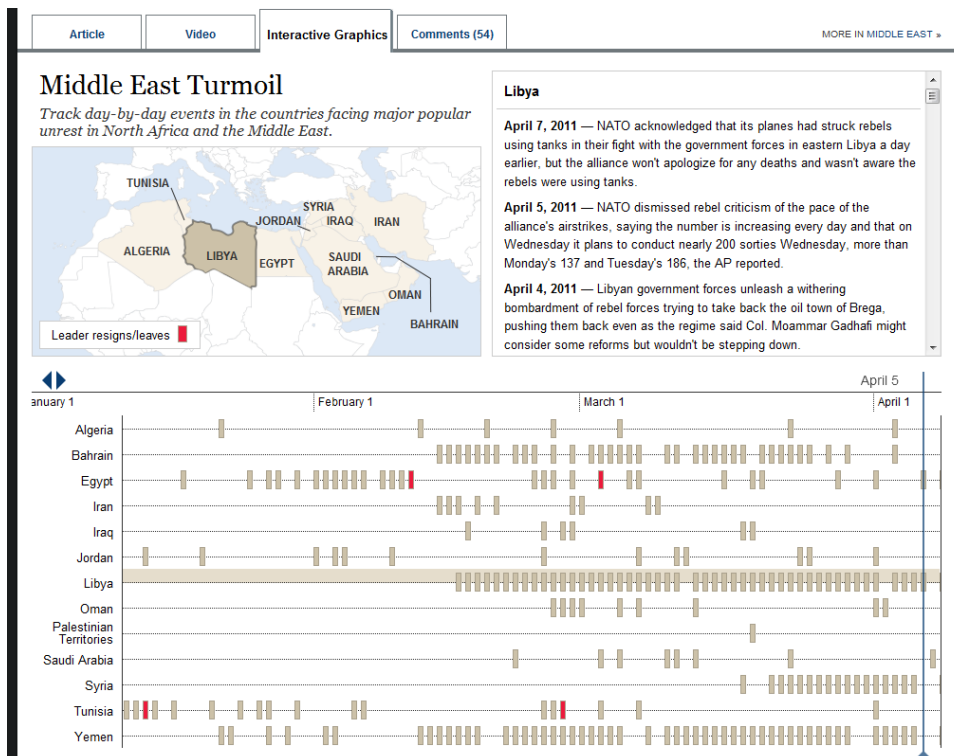 Article
Video
Interactive Graphics
Comments (54)
MORE IN MIDDLE EAST »
Middle East Turmoil
Track day-by-day events in the countries facing major popular
unrest in North Africa and the Middle East.
TUNISIA
SYRIA
JORDAN
IRAQ
IRAN
ALGERIA
LIBYA
EGYPT
SAUDI
ARABIA
OMAN
YEMEN
BAHRAIN
Leader resigns/leaves
Libya
April 7, 2011 — NATO acknowledged that its planes had struck rebels
using tanks in their fight with the government forces in eastern Libya a day
earlier, but the alliance won't apologize for any deaths and wasn't aware the
rebels were using tanks.
April 5, 2011 — NATO dismissed rebel criticism of the pace of the
alliance's airstrikes, saying the number is increasing every day and that on
Wednesday it plans to conduct nearly 200 sorties Wednesday, more than
Monday's 137 and Tuesday's 186, the AP reported.
April 4, 2011 — Libyan government forces unleash a withering
bombardment of rebel forces trying to take back the oil town of Brega,
pushing them back even as the regime said Col. Moammar Gadhafi might
consider some reforms but wouldn't be stepping down.
April 5
anuary 1
February 1
March 1
April 1
Algeria
Bahrain
Egypt
Iran
Iraq
Jordan
Libya
Oman
Palestinian
Territories
Saudi Arabia
Syria
Tunisia
Yemen